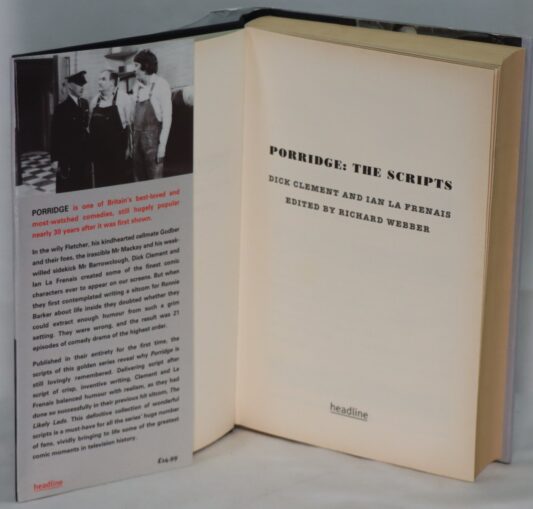 PORRIDGE is one of Britain's best-loved and
most-watched comedies, still hugely popular
nearly 30 years after it was first shown.
In the wily Fletcher, his kindhearted cellmate Godber
and their foes, the irascible Mr Mackay and his weak-
willed sidekick Mr Barrowclough, Dick Clement and
Ian La Frenais created some of the finest comic
characters ever to appear on our screens. But when
they first contemplated writing a sitcom for Ronnie
Barker about life inside they doubted whether they
could extract enough humour from such a grim
setting. They were wrong, and the result was 21
episodes of comedy drama of the highest order.
Published in their entirety for the first time, the
scripts of this golden series reveal why Porridge is
still lovingly remembered. Delivering script after
script of crisp, inventive writing, Clement and La
Frenais balanced humour with realism, as they had
done so successfully in their previous hit sitcom, The
Likely Lads. This definitive collection of wonderful
scripts is a must-have for all the series' huge number
of fans, vividly bringing to life some of the greatest
comic moments in television history.
£14.99
headline
PORRIDGE: THE SCRIPTS
DICK CLEMENT AND IAN LA FRENAIS
EDITED BY RICHARD WEBBER
headline